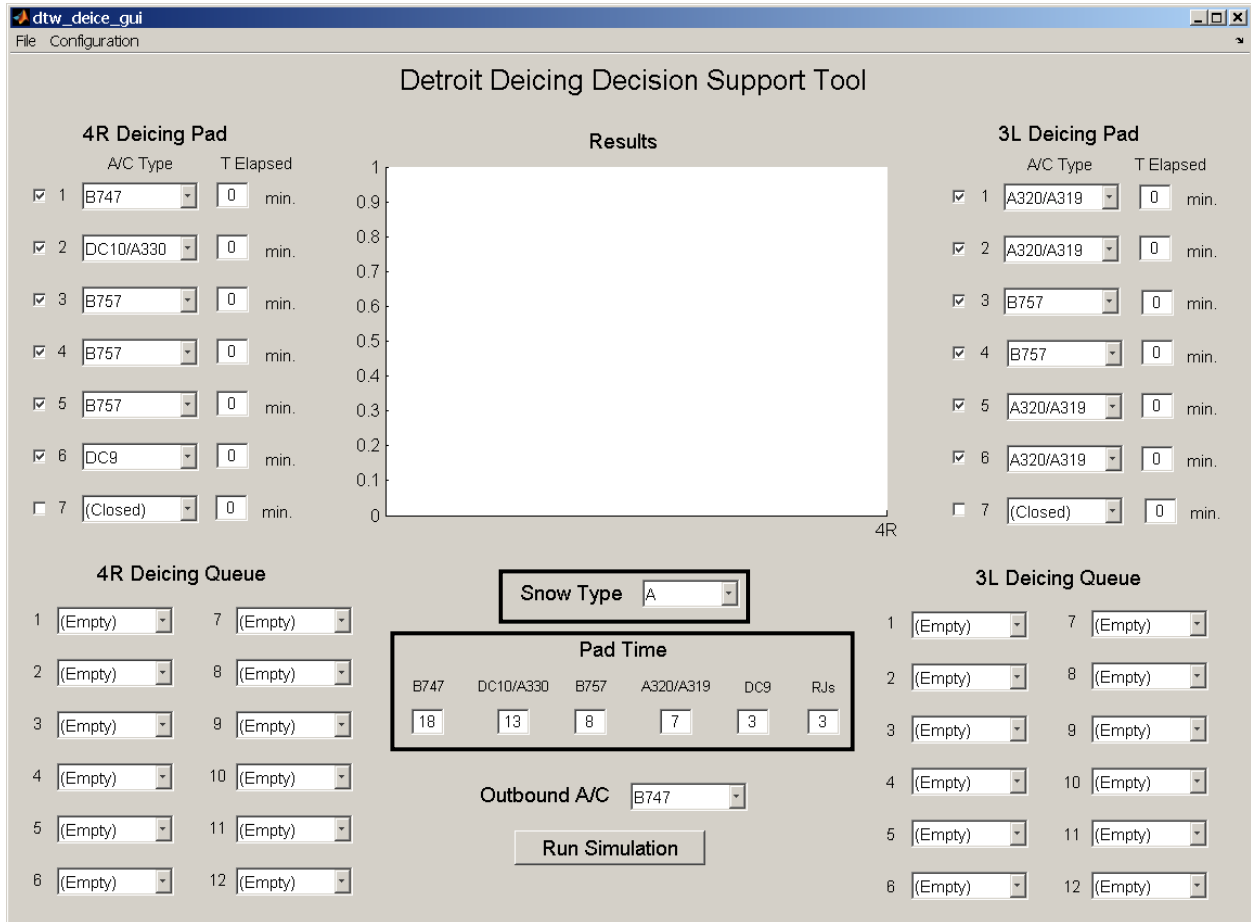 dtw_deice_gui
File Configuration
Detroit Deicing Decision Support Tool
4R Deicing Pad
A/C Type T Elapsed
1 B747 0 min.
2 DC10/A330 0 min.
3 B757 0 min.
4 B757 0 min.
5 B757 0 min.
6 DC9 0 min.
7 (Closed) 0 min.
Results
1
0.9
0.8
0.7
0.6
0.5
0.4
0.3
0.2
0.1
0
4R
3L Deicing Pad
A/C Type T Elapsed
1 A320/A319 0 min.
2 A320/A319 0 min.
3 B757 0 min.
4 B757 0 min.
5 A320/A319 0 min.
6 A320/A319 0 min.
7 (Closed) 0 min.
4R Deicing Queue
1 (Empty) 7 (Empty)
2 (Empty) 8 (Empty)
3 (Empty) 9 (Empty)
4 (Empty) 10 (Empty)
5 (Empty) 11 (Empty)
6 (Empty) 12 (Empty)
Snow Type A
Pad Time
B747 DC10/A330 B757 A320/A319 DC9 RJs
18 13 8 7 3 3
Outbound A/C B747
Run Simulation
3L Deicing Queue
1 (Empty) 7 (Empty)
2 (Empty) 8 (Empty)
3 (Empty) 9 (Empty)
4 (Empty) 10 (Empty)
5 (Empty) 11 (Empty)
6 (Empty) 12 (Empty)